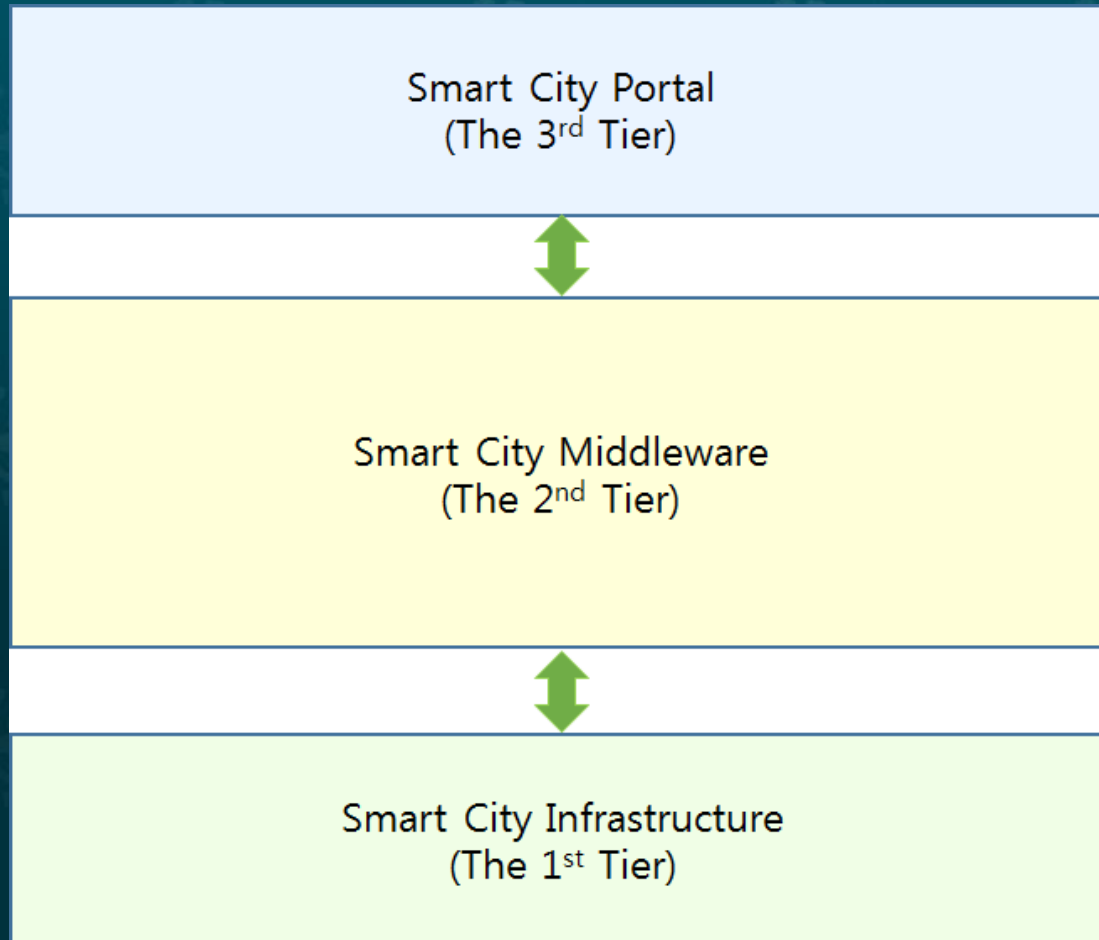 Smart City Portal
(The 3rd Tier)
Smart City Middleware
(The 2nd Tier)
Smart City Infrastructure
(The 1st Tier)